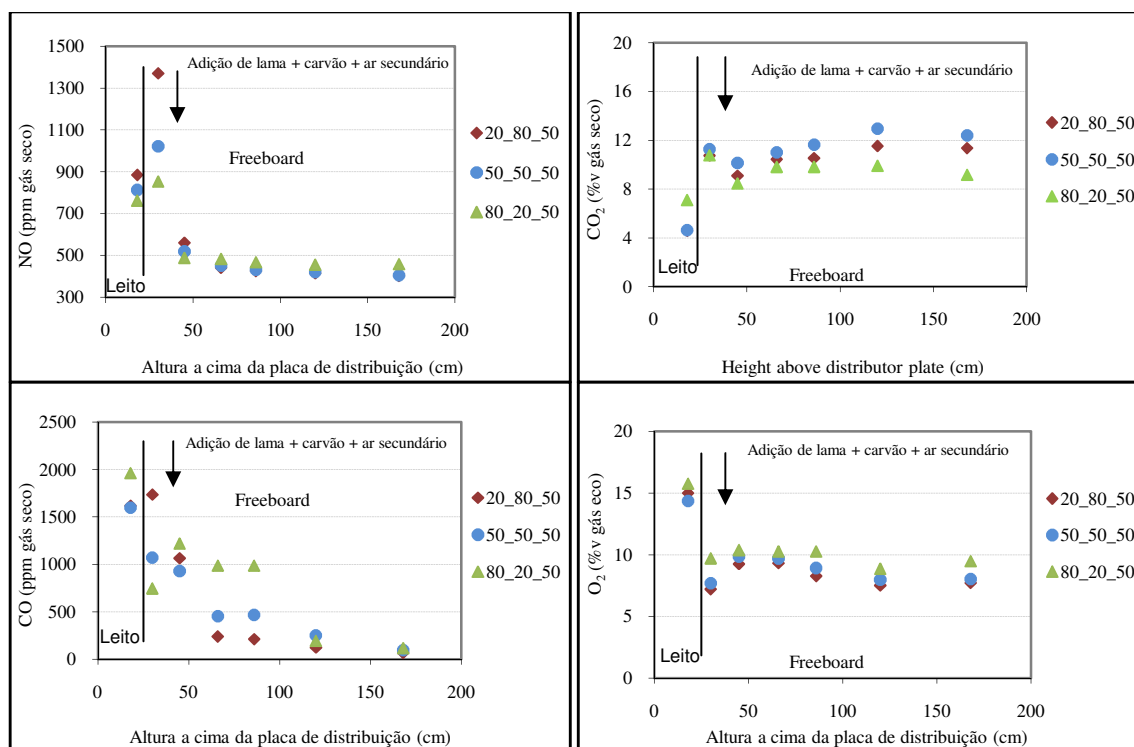 1500
1300
1100
900
700
500
300
NO (ppm gás seco)
Adição de lama + carvão + ar secundário
Freeboard
Leito
0 50 100 150 200
Altura a cima da placa de distribuição (cm)
20_80_50
50_50_50
80_20_50
20
16
12
8
4
0
CO2 (%v gás seco)
Adição de lama + carvão + ar secundário
Leito
Freeboard
0 50 100 150 200
Height above distributor plate (cm)
20_80_50
50_50_50
80_20_50
2500
2000
1500
1000
500
0
CO (ppm gás seco)
Adição de lama + carvão + ar secundário
Freeboard
Leito
0 50 100 150 200
Altura a cima da placa de distribuição (cm)
20_80_50
50_50_50
80_20_50
20
15
10
5
0
O2 (%v gás eco)
Adição de lama + carvão + ar secundário
Leito
Freeboard
0 50 100 150 200
Altura a cima da placa de distribuição (cm)
20_80_50
50_50_50
80_20_50